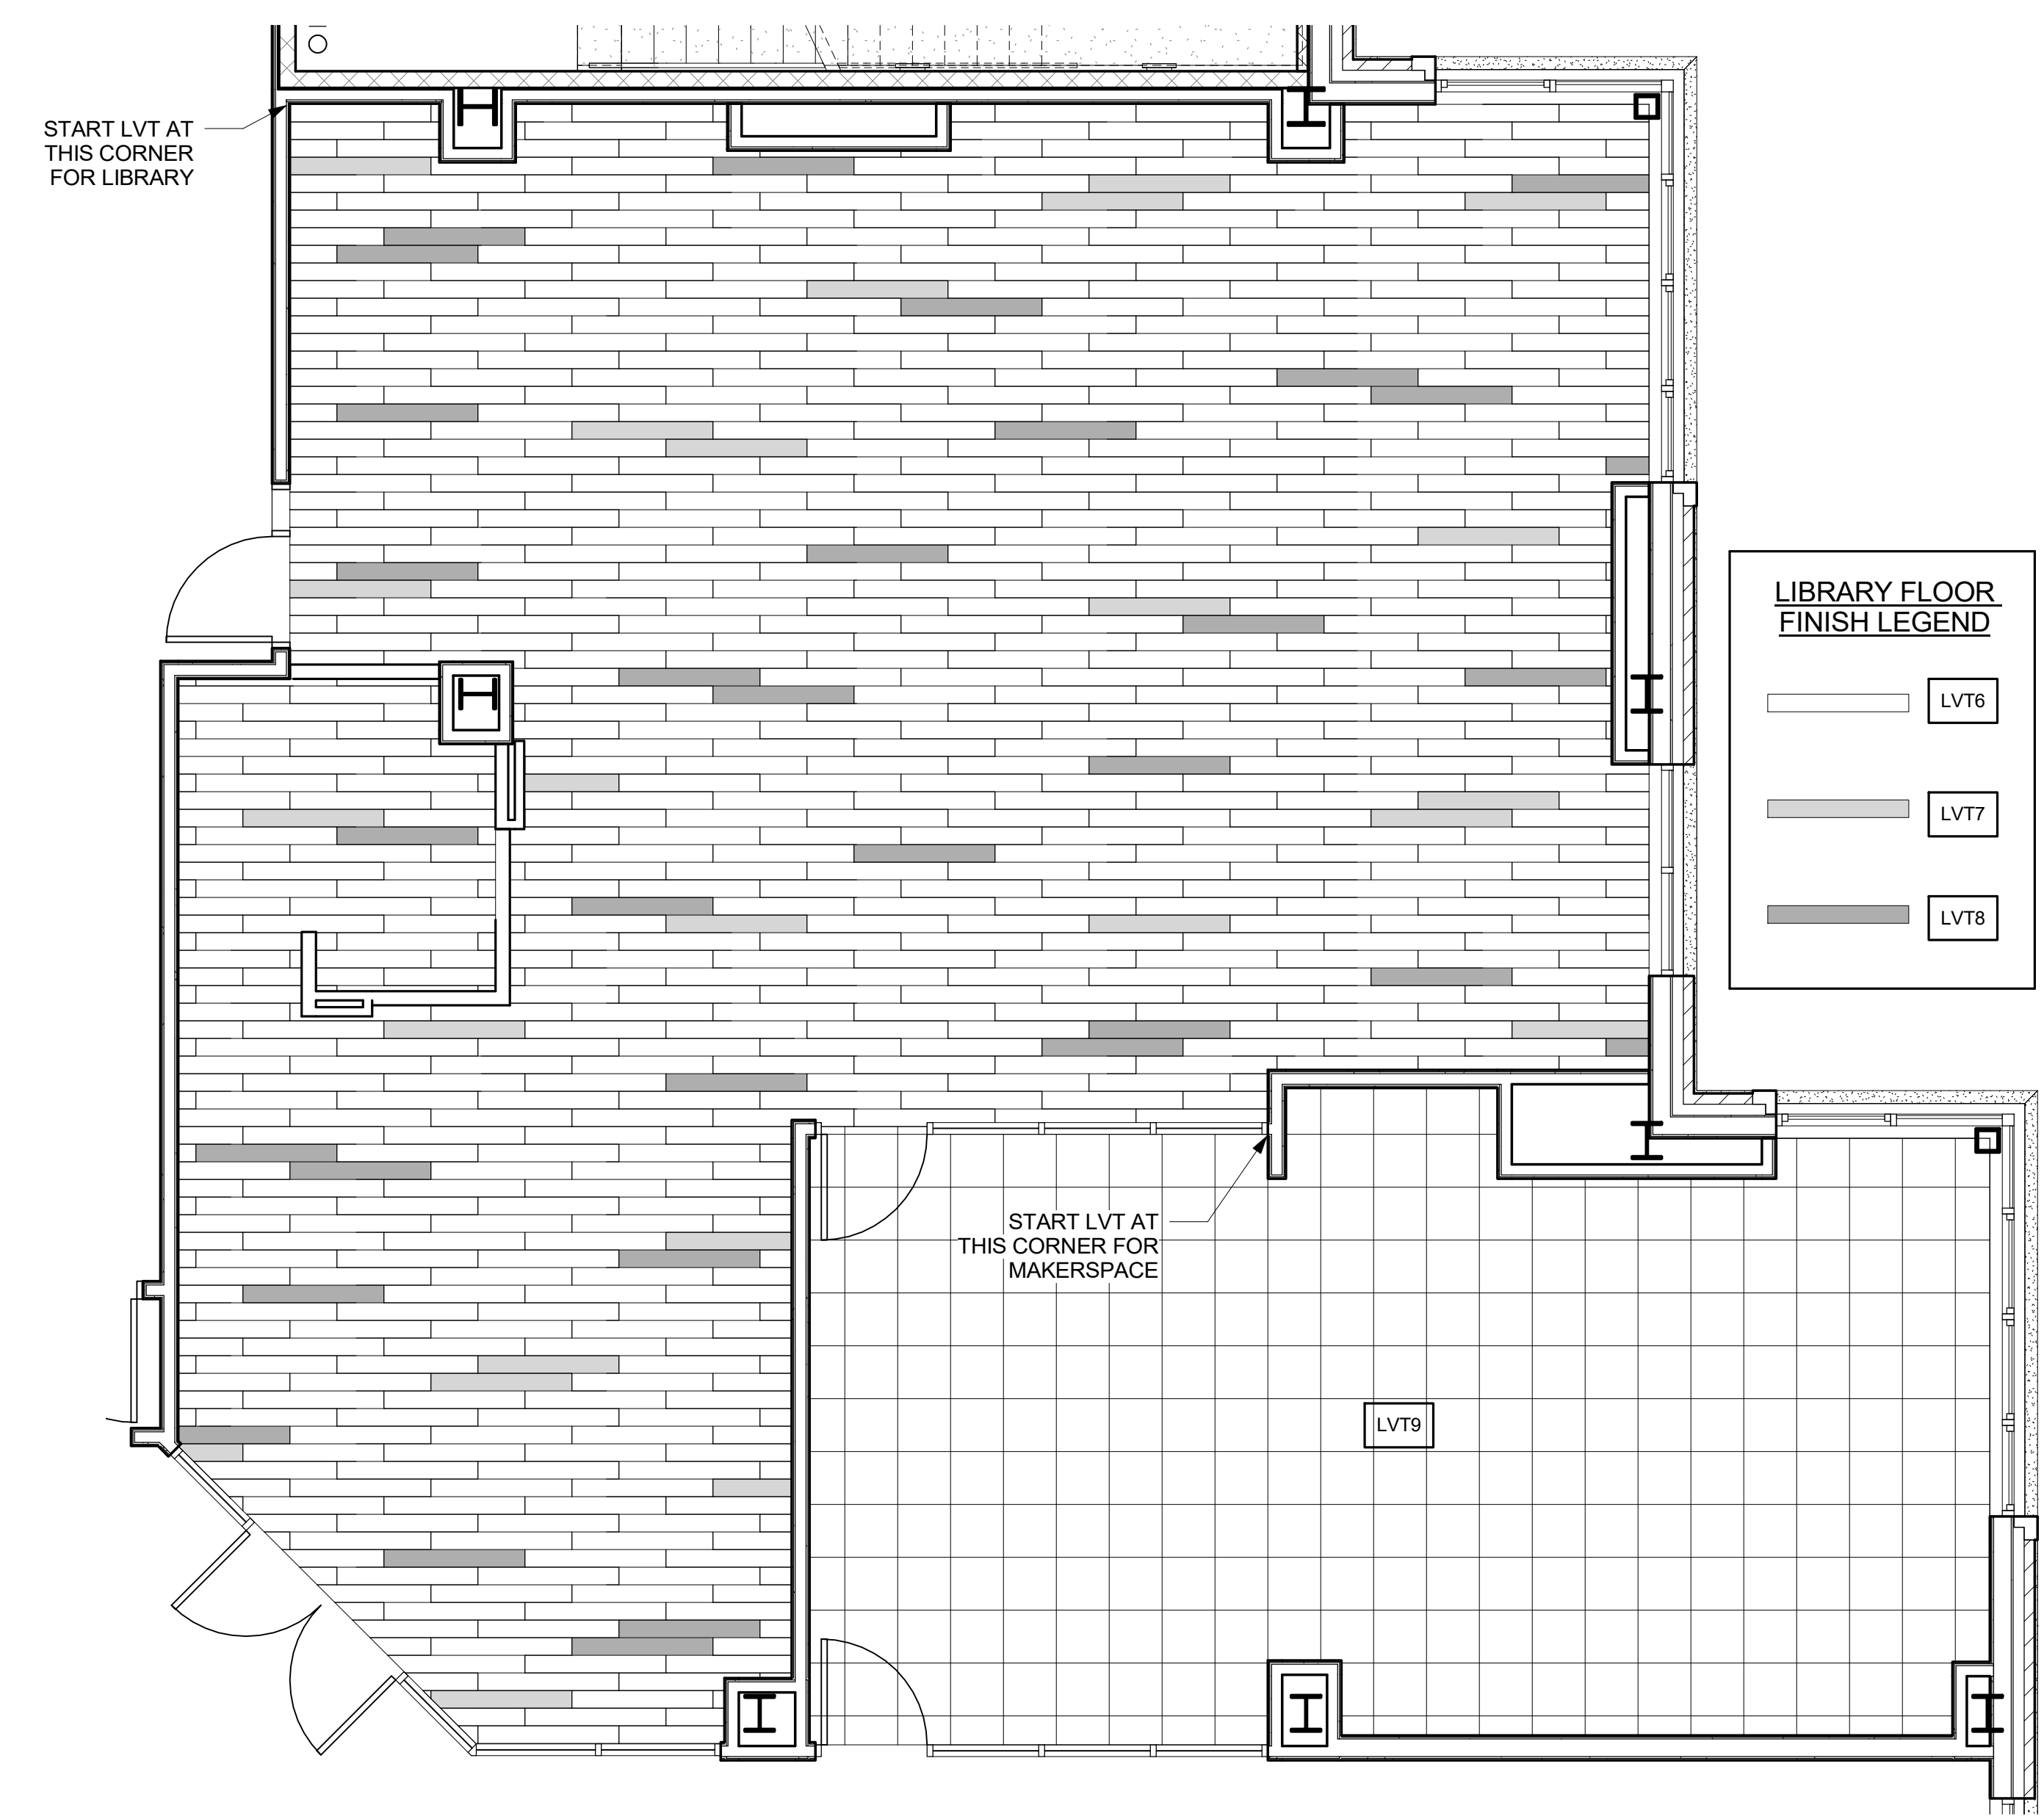 START LVT AT
THIS CORNER
FOR LIBRARY
LIBRARY FLOOR
FINISH LEGEND
LVT6
LVT7
LVT8
START LVT AT
THIS CORNER FOR
MAKERSPACE
LVT9